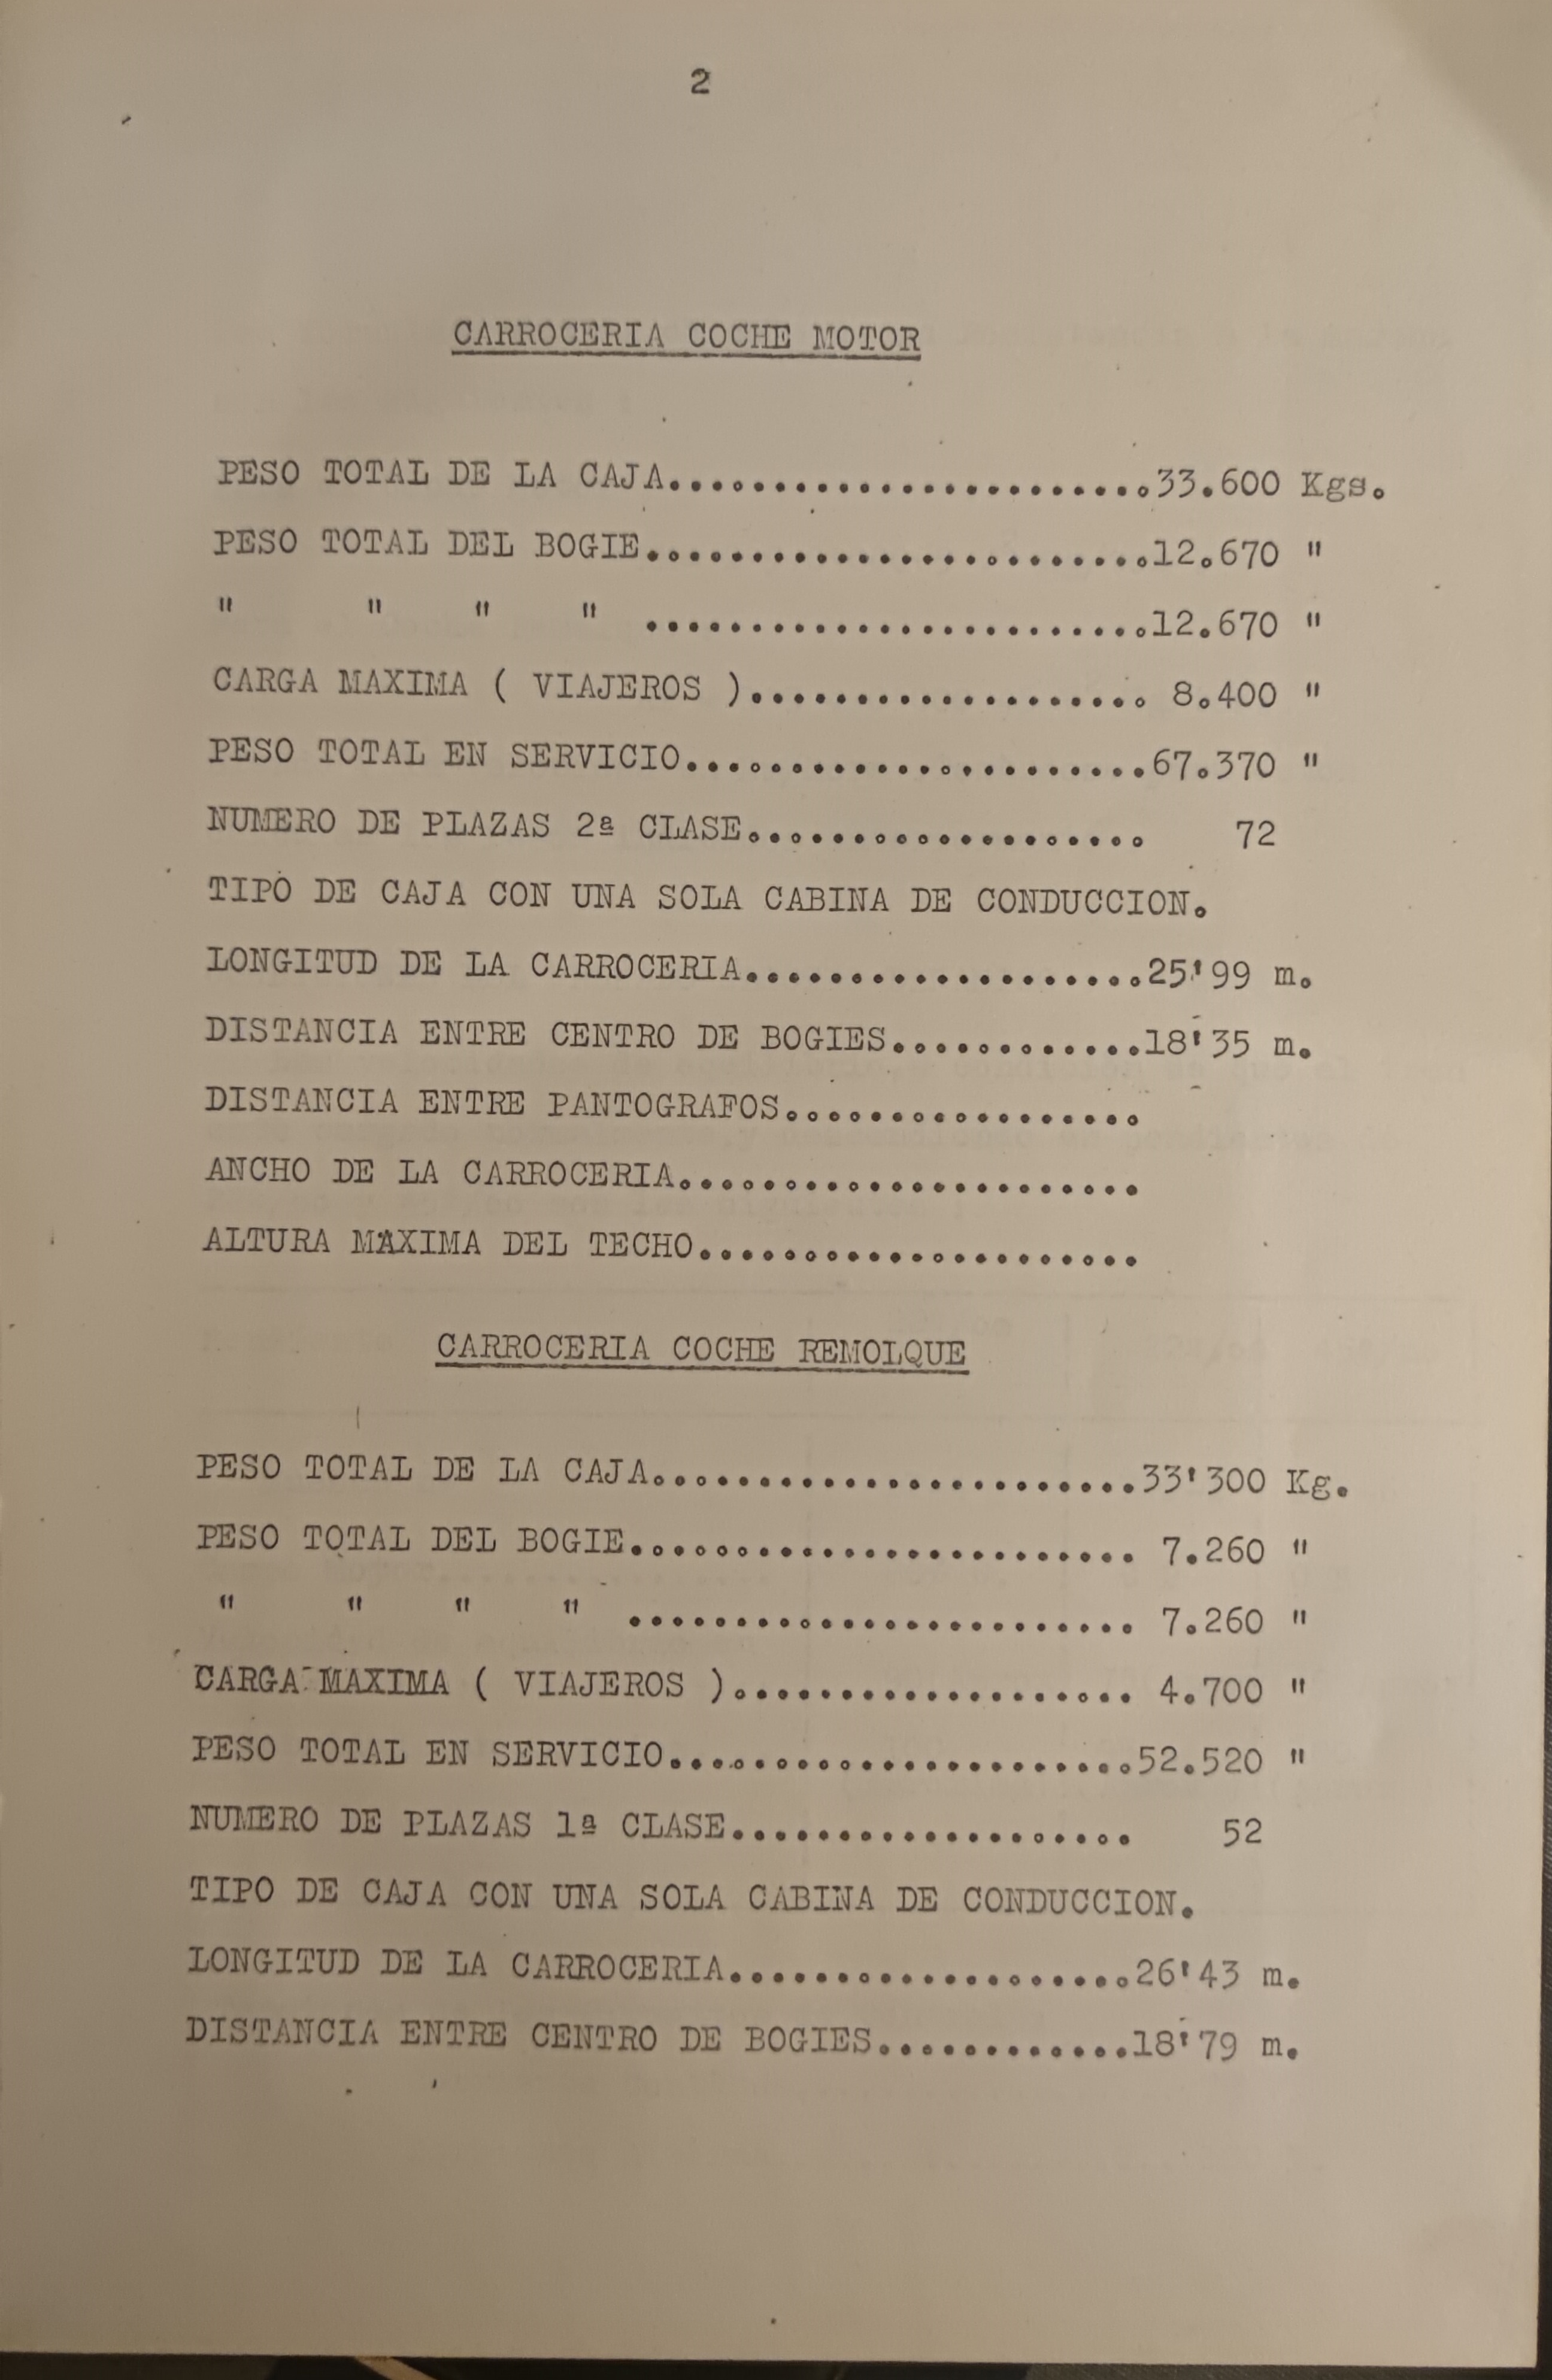 2
CARROCERIA COCHE MOTOR
PESO TOTAL DE LA CAJA.......................33.600 Kgs.
PESO TOTAL DEL BOGIE........................12.670 "
" " " " ........................12.670 "
CARGA MAXIMA ( VIAJEROS )................... 8.400 "
PESO TOTAL EN SERVICIO......................67.370 "
NUMERO DE PLAZAS 2ª CLASE................... 72
TIPO DE CAJA CON UNA SOLA CABINA DE CONDUCCION.
LONGITUD DE LA CARROCERIA...................25'99 m.
DISTANCIA ENTRE CENTRO DE BOGIES............18'35 m.
DISTANCIA ENTRE PANTOGRAFOS.................
ANCHO DE LA CARROCERIA......................
ALTURA MAXIMA DEL TECHO.....................
CARROCERIA COCHE REMOLQUE
PESO TOTAL DE LA CAJA.......................33'300 Kg.
PESO TOTAL DEL BOGIE........................ 7.260 "
" " " " ........................ 7.260 "
CARGA MAXIMA ( VIAJEROS )................... 4.700 "
PESO TOTAL EN SERVICIO......................52.520 "
NUMERO DE PLAZAS 1ª CLASE................... 52
TIPO DE CAJA CON UNA SOLA CABINA DE CONDUCCION.
LONGITUD DE LA CARROCERIA...................26'43 m.
DISTANCIA ENTRE CENTRO DE BOGIES............18'79 m.